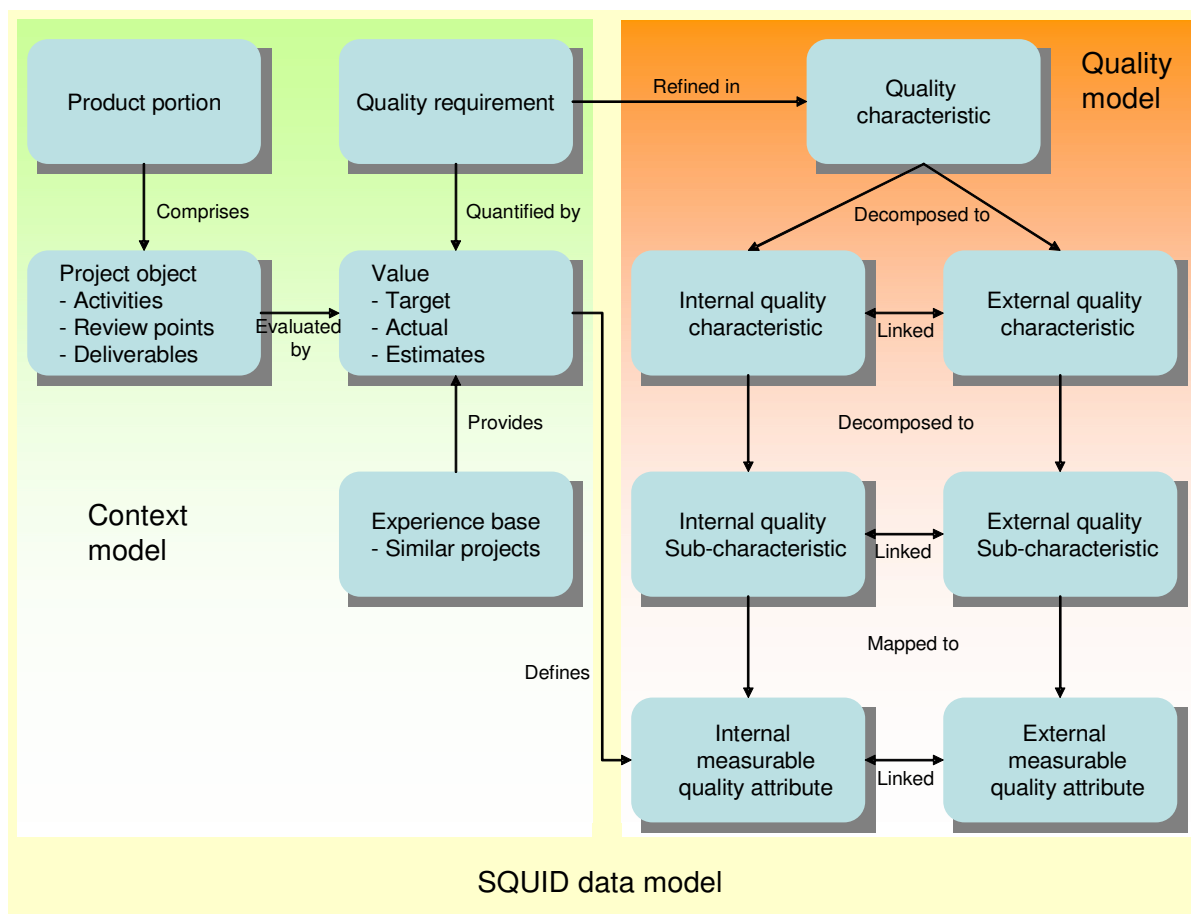 Product portion
Quality requirement
Refined in
Quality
characteristic
Quality
model
Comprises
Quantified by
Decomposed to
Project object
- Activities
- Review points
- Deliverables
Evaluated
by
Value
- Target
- Actual
- Estimates
Internal quality
characteristic
Linked
External quality
characteristic
Provides
Decomposed to
Context
model
Experience base
- Similar projects
Internal quality
Sub-characteristic
Linked
External quality
Sub-characteristic
Defines
Mapped to
Internal
measurable
quality attribute
Linked
External
measurable
quality attribute
SQUID data model